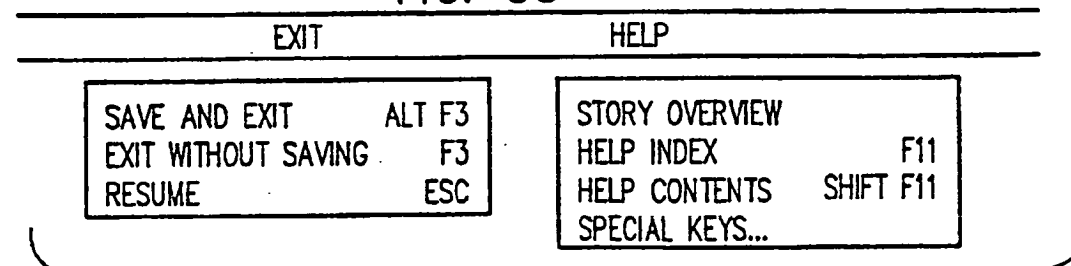 EXIT HELP
SAVE AND EXIT ALT F3
EXIT WITHOUT SAVING F3
RESUME ESC
STORY OVERVIEW
HELP INDEX F11
HELP CONTENTS SHIFT F11
SPECIAL KEYS...